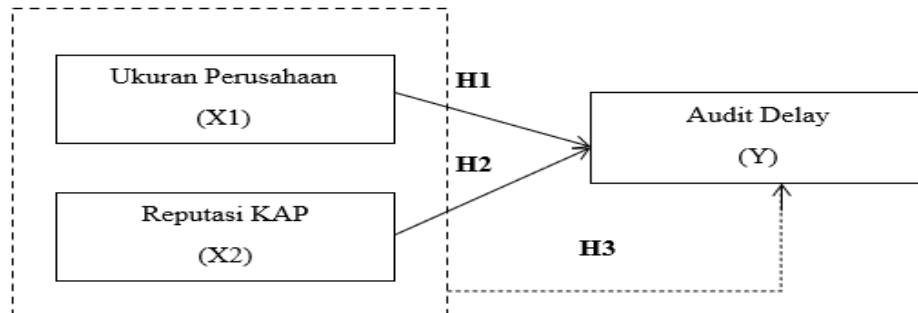 Ukuran Perusahaan
(X1)
H1
Audit Delay
(Y)
H2
Reputasi KAP
(X2)
H3